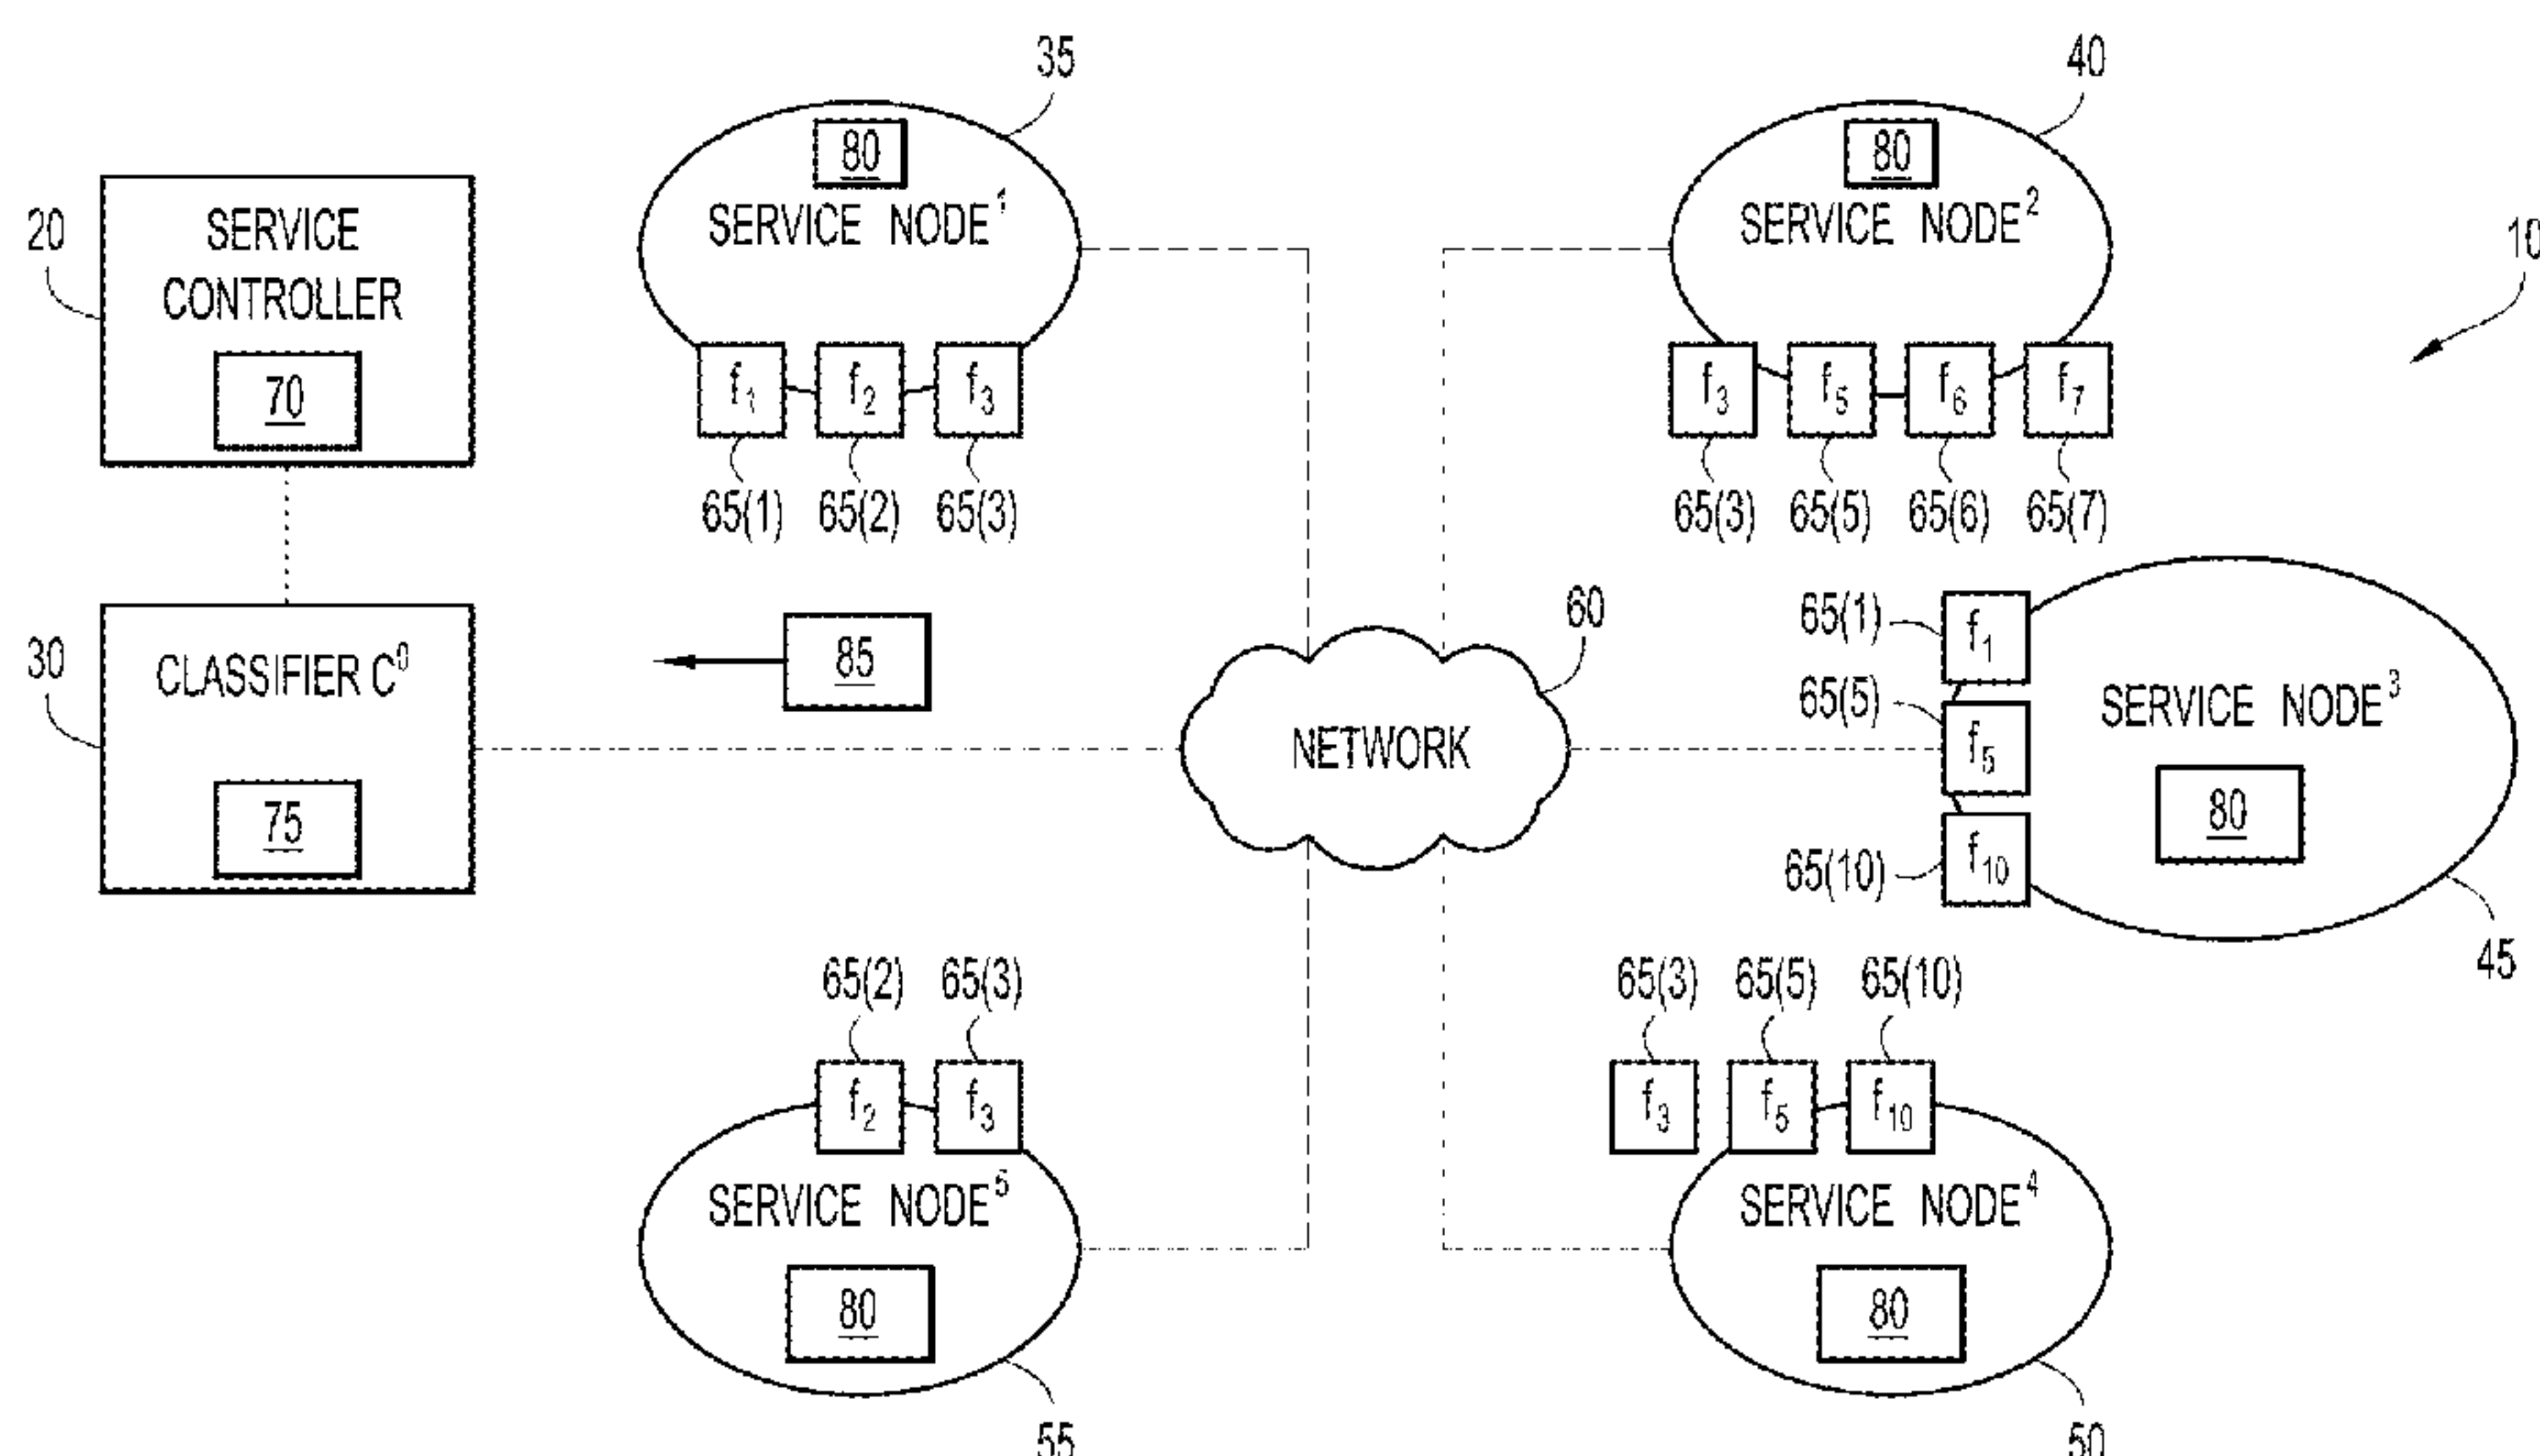 35
40
80
80
20
SERVICE
CONTROLLER
SERVICE NODE¹
SERVICE NODE²
10
70
f₁
f₂
f₃
f₃
f₅
f₆
f₇
65(1)
65(2)
65(3)
65(3)
65(5)
65(6)
65(7)
30
CLASSIFIER C⁰
85
60
65(1)
f₁
65(5)
SERVICE NODE³
NETWORK
f₅
75
80
65(10)
f₁₀
45
65(2)
65(3)
65(3)
65(5)
65(10)
f₂
f₃
f₃
f₅
f₁₀
SERVICE NODE⁵
SERVICE NODE⁴
80
80
55
50